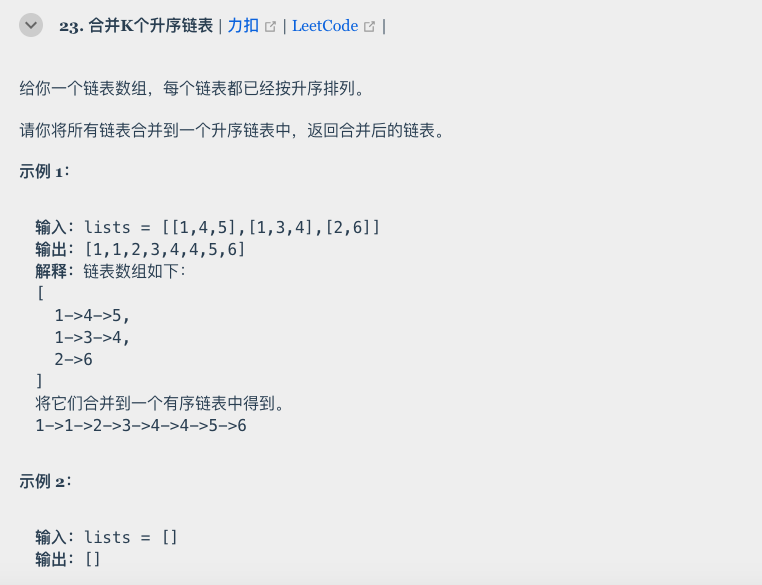 23. 合并K个升序链表 | 力扣 | LeetCode |
给你一个链表数组，每个链表都已经按升序排列。
请你将所有链表合并到一个升序链表中，返回合并后的链表。
示例 1：
输入：lists = [[1,4,5],[1,3,4],[2,6]]
输出：[1,1,2,3,4,4,5,6]
解释：链表数组如下：
[
1->4->5,
1->3->4,
2->6
]
将它们合并到一个有序链表中得到。
1->1->2->3->4->4->5->6
示例 2：
输入：lists = []
输出：[]